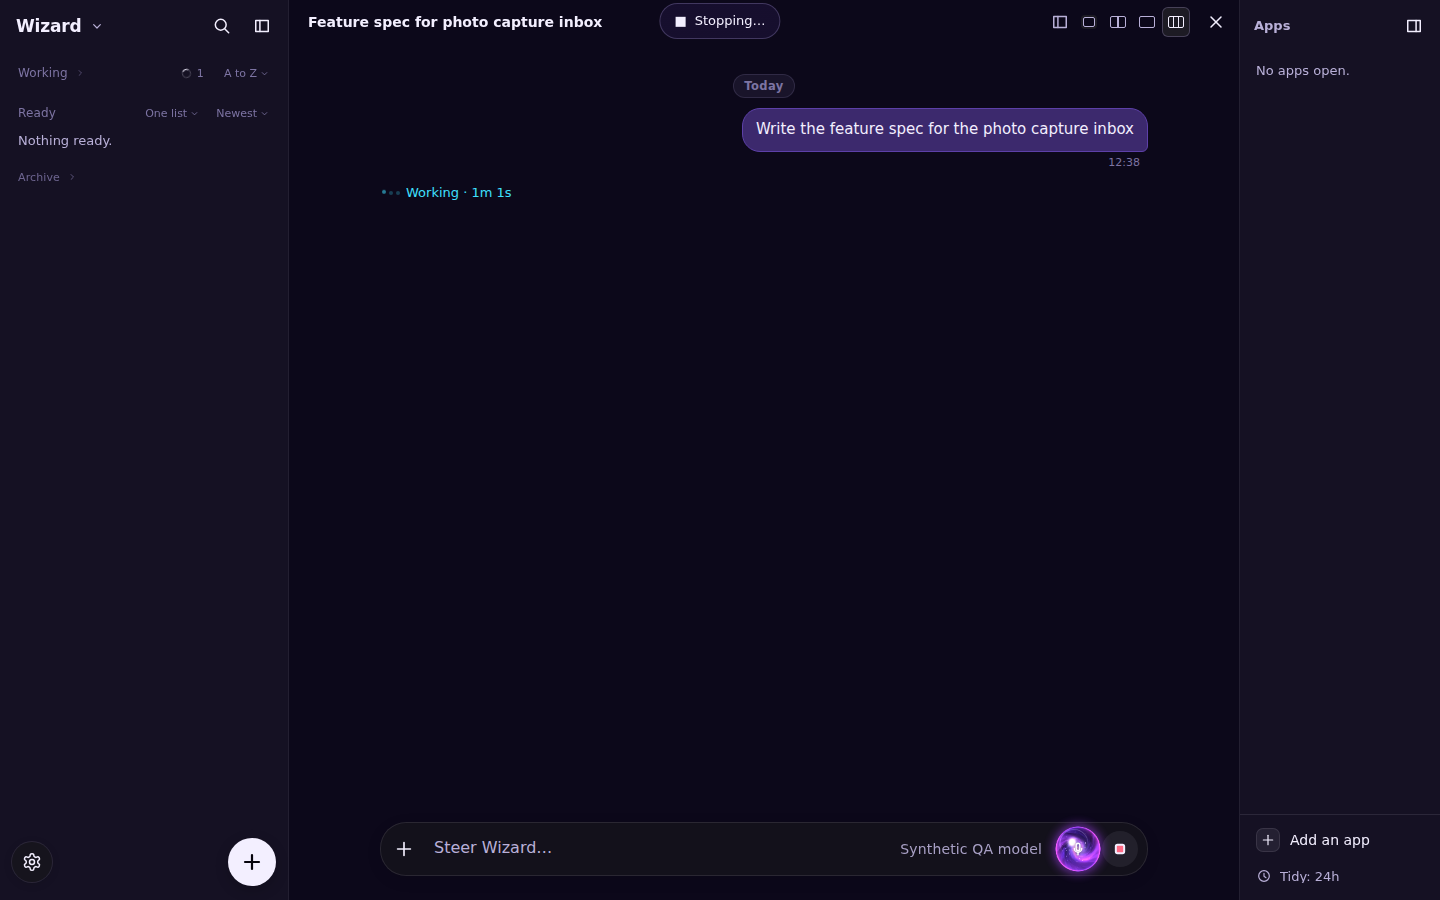 Wizard
Feature spec for photo capture inbox
Stopping…
Apps
Working
1
A to Z
No apps open.
Today
Ready
One list
Newest
Write the feature spec for the photo capture inbox
Nothing ready.
12:38
Archive
Working · 1m 1s
Steer Wizard…
Synthetic QA model
Add an app
Tidy: 24h